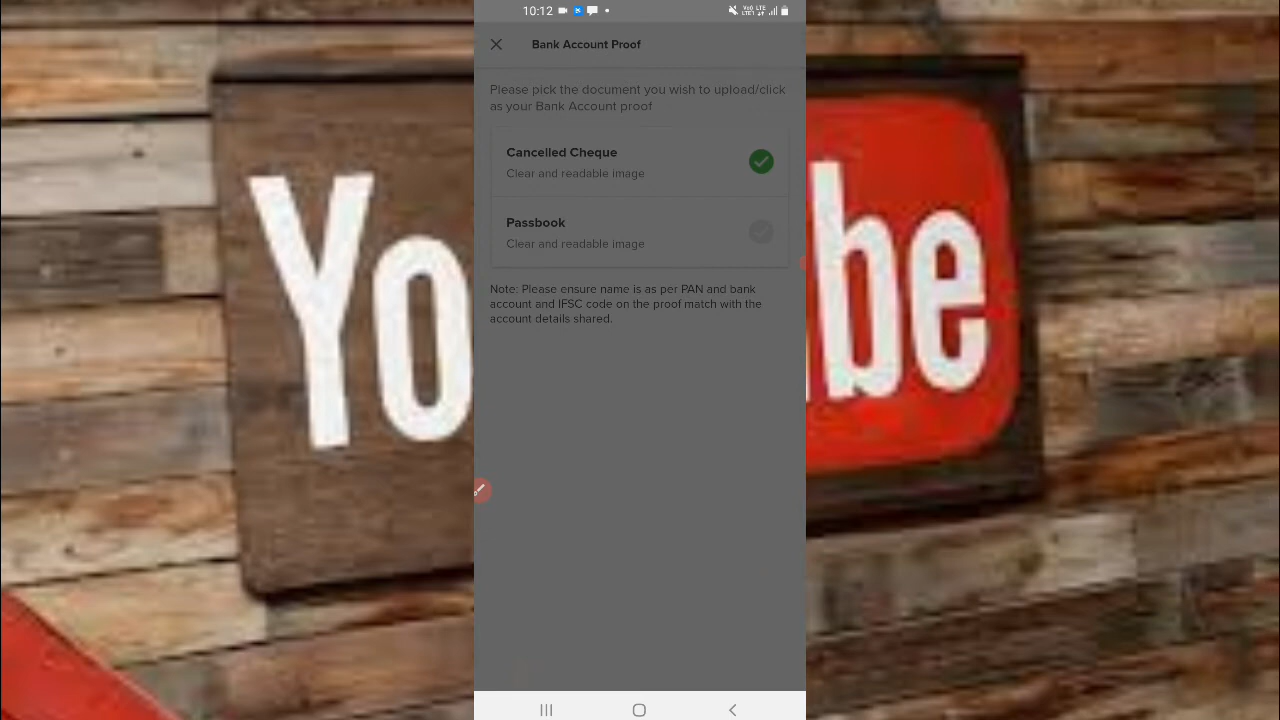 10:12
Bank Account Proof
Please pick the document you wish to upload/click
as your Bank Account proof
Cancelled Cheque
Clear and readable image
Passbook
Clear and readable image
Note: Please ensure name is as per PAN and bank
account and IFSC code on the proof match with the
account details shared.
Yo
be